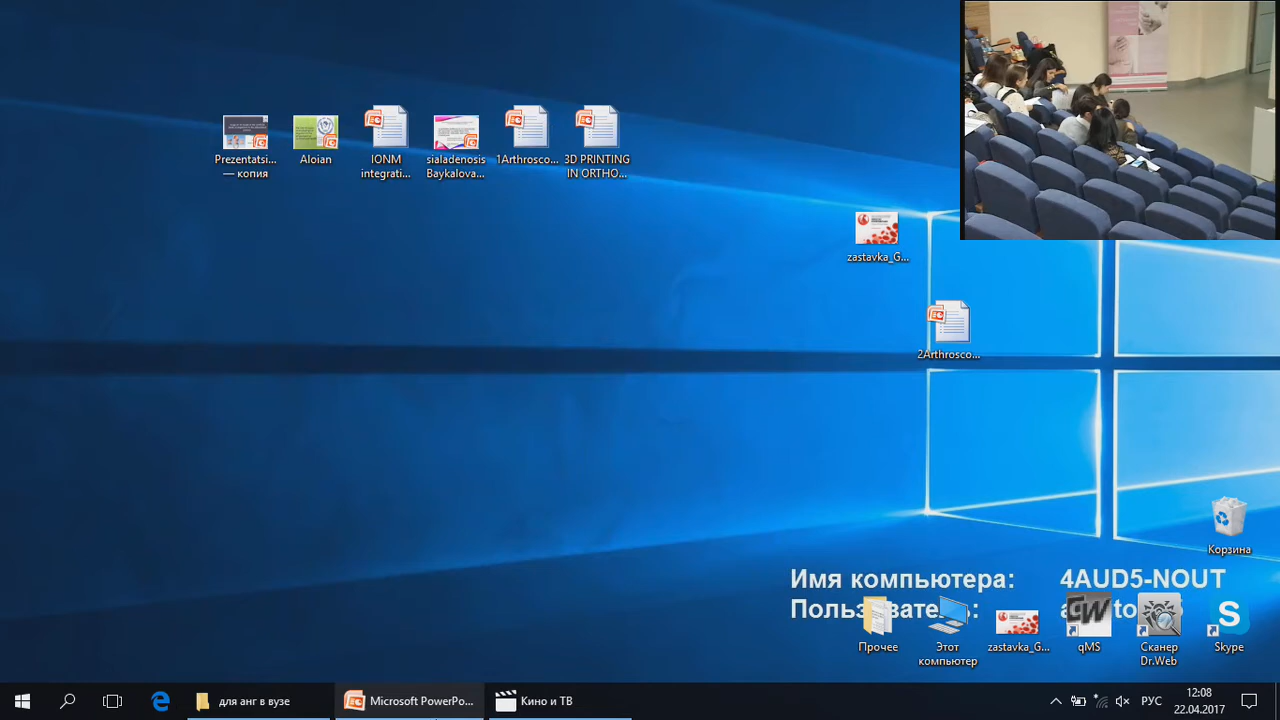 Prezentatsi...
— копия
Aloian
IONM
integrati...
sialadenosis
Baykalova...
1Arthrosco...
3D PRINTING
IN ORTHO...
zastavka_G...
2Arthrosco...
Корзина
Имя компьютера: 4AUD5-NOUT
Прочее
Этот
компьютер
zastavka_G...
qMS
Сканер
Dr.Web
Skype
для анг в вузе
Microsoft PowerPo...
Кино и ТВ
РУС
12:08
22.04.2017